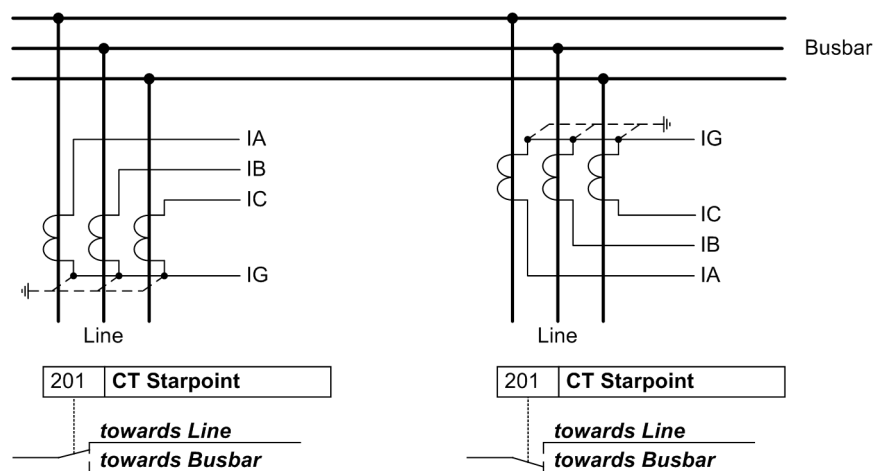 Busbar
IA
IB
IC
IG
IG
IC
IB
IA
Line
Line
201 CT Starpoint
201 CT Starpoint
towards Line
towards Busbar
towards Line
towards Busbar